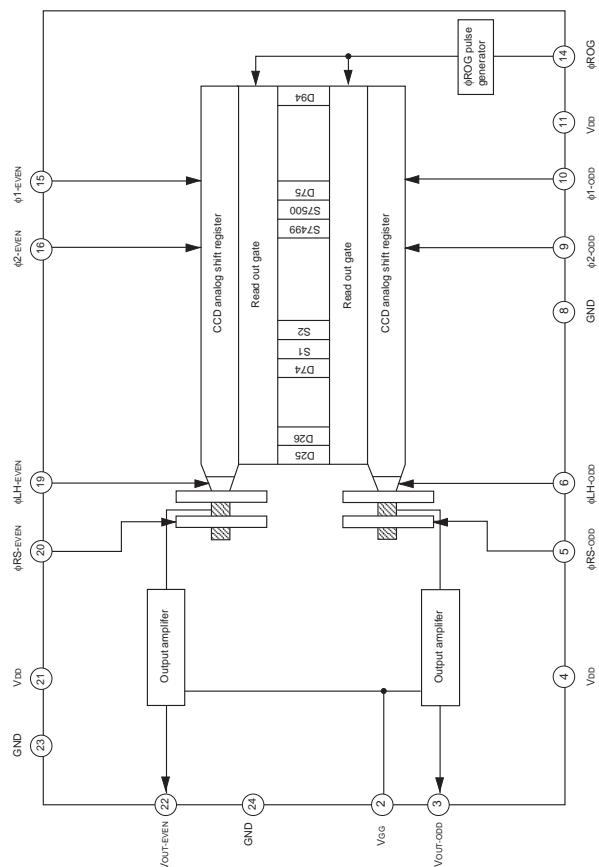 φ1-EVEN
15
φ2-EVEN
16
φLH-EVEN
19
φRS-EVEN
20
VDD
21
GND
23
22
VOUT-EVEN
24
GND
2
VGG
3
VOUT-ODD
Output amplifer
Output amplifer
CCD analog shift register
Read out gate
D25
D26
D74
S1
S2
S7499
S7500
D75
D94
Read out gate
CCD analog shift register
φROG pulse
generator
14
φROG
11
VDD
10
φ1-ODD
9
φ2-ODD
8
GND
6
φLH-ODD
5
φRS-ODD
4
VDD